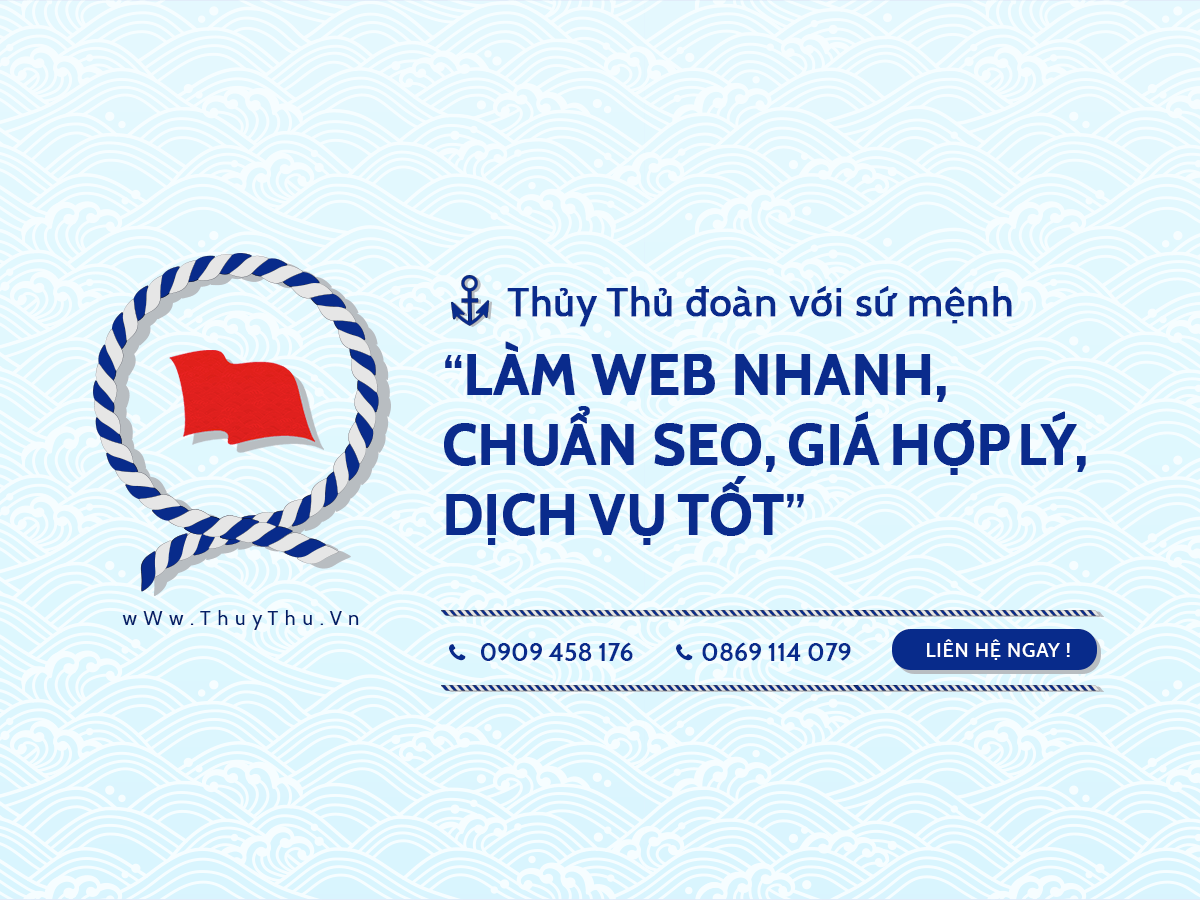 Thủy Thủ đoàn với sứ mệnh
“LÀM WEB NHANH,
CHUẨN SEO, GIÁ HỢP LÝ,
DỊCH VỤ TỐT”
wWw.ThuyThu.Vn
0909 458 176 0869 114 079 LIÊN HỆ NGAY !